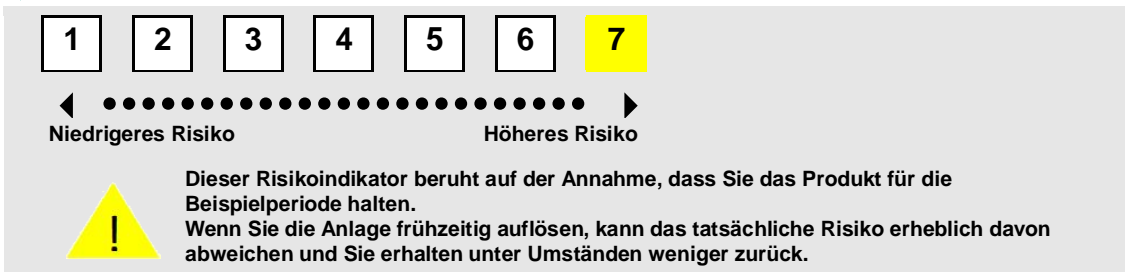 1 2 3 4 5 6 7
Niedrigeres Risiko Höheres Risiko
Dieser Risikoindikator beruht auf der Annahme, dass Sie das Produkt für die
Beispielperiode halten.
Wenn Sie die Anlage frühzeitig auflösen, kann das tatsächliche Risiko erheblich davon
abweichen und Sie erhalten unter Umständen weniger zurück.
!